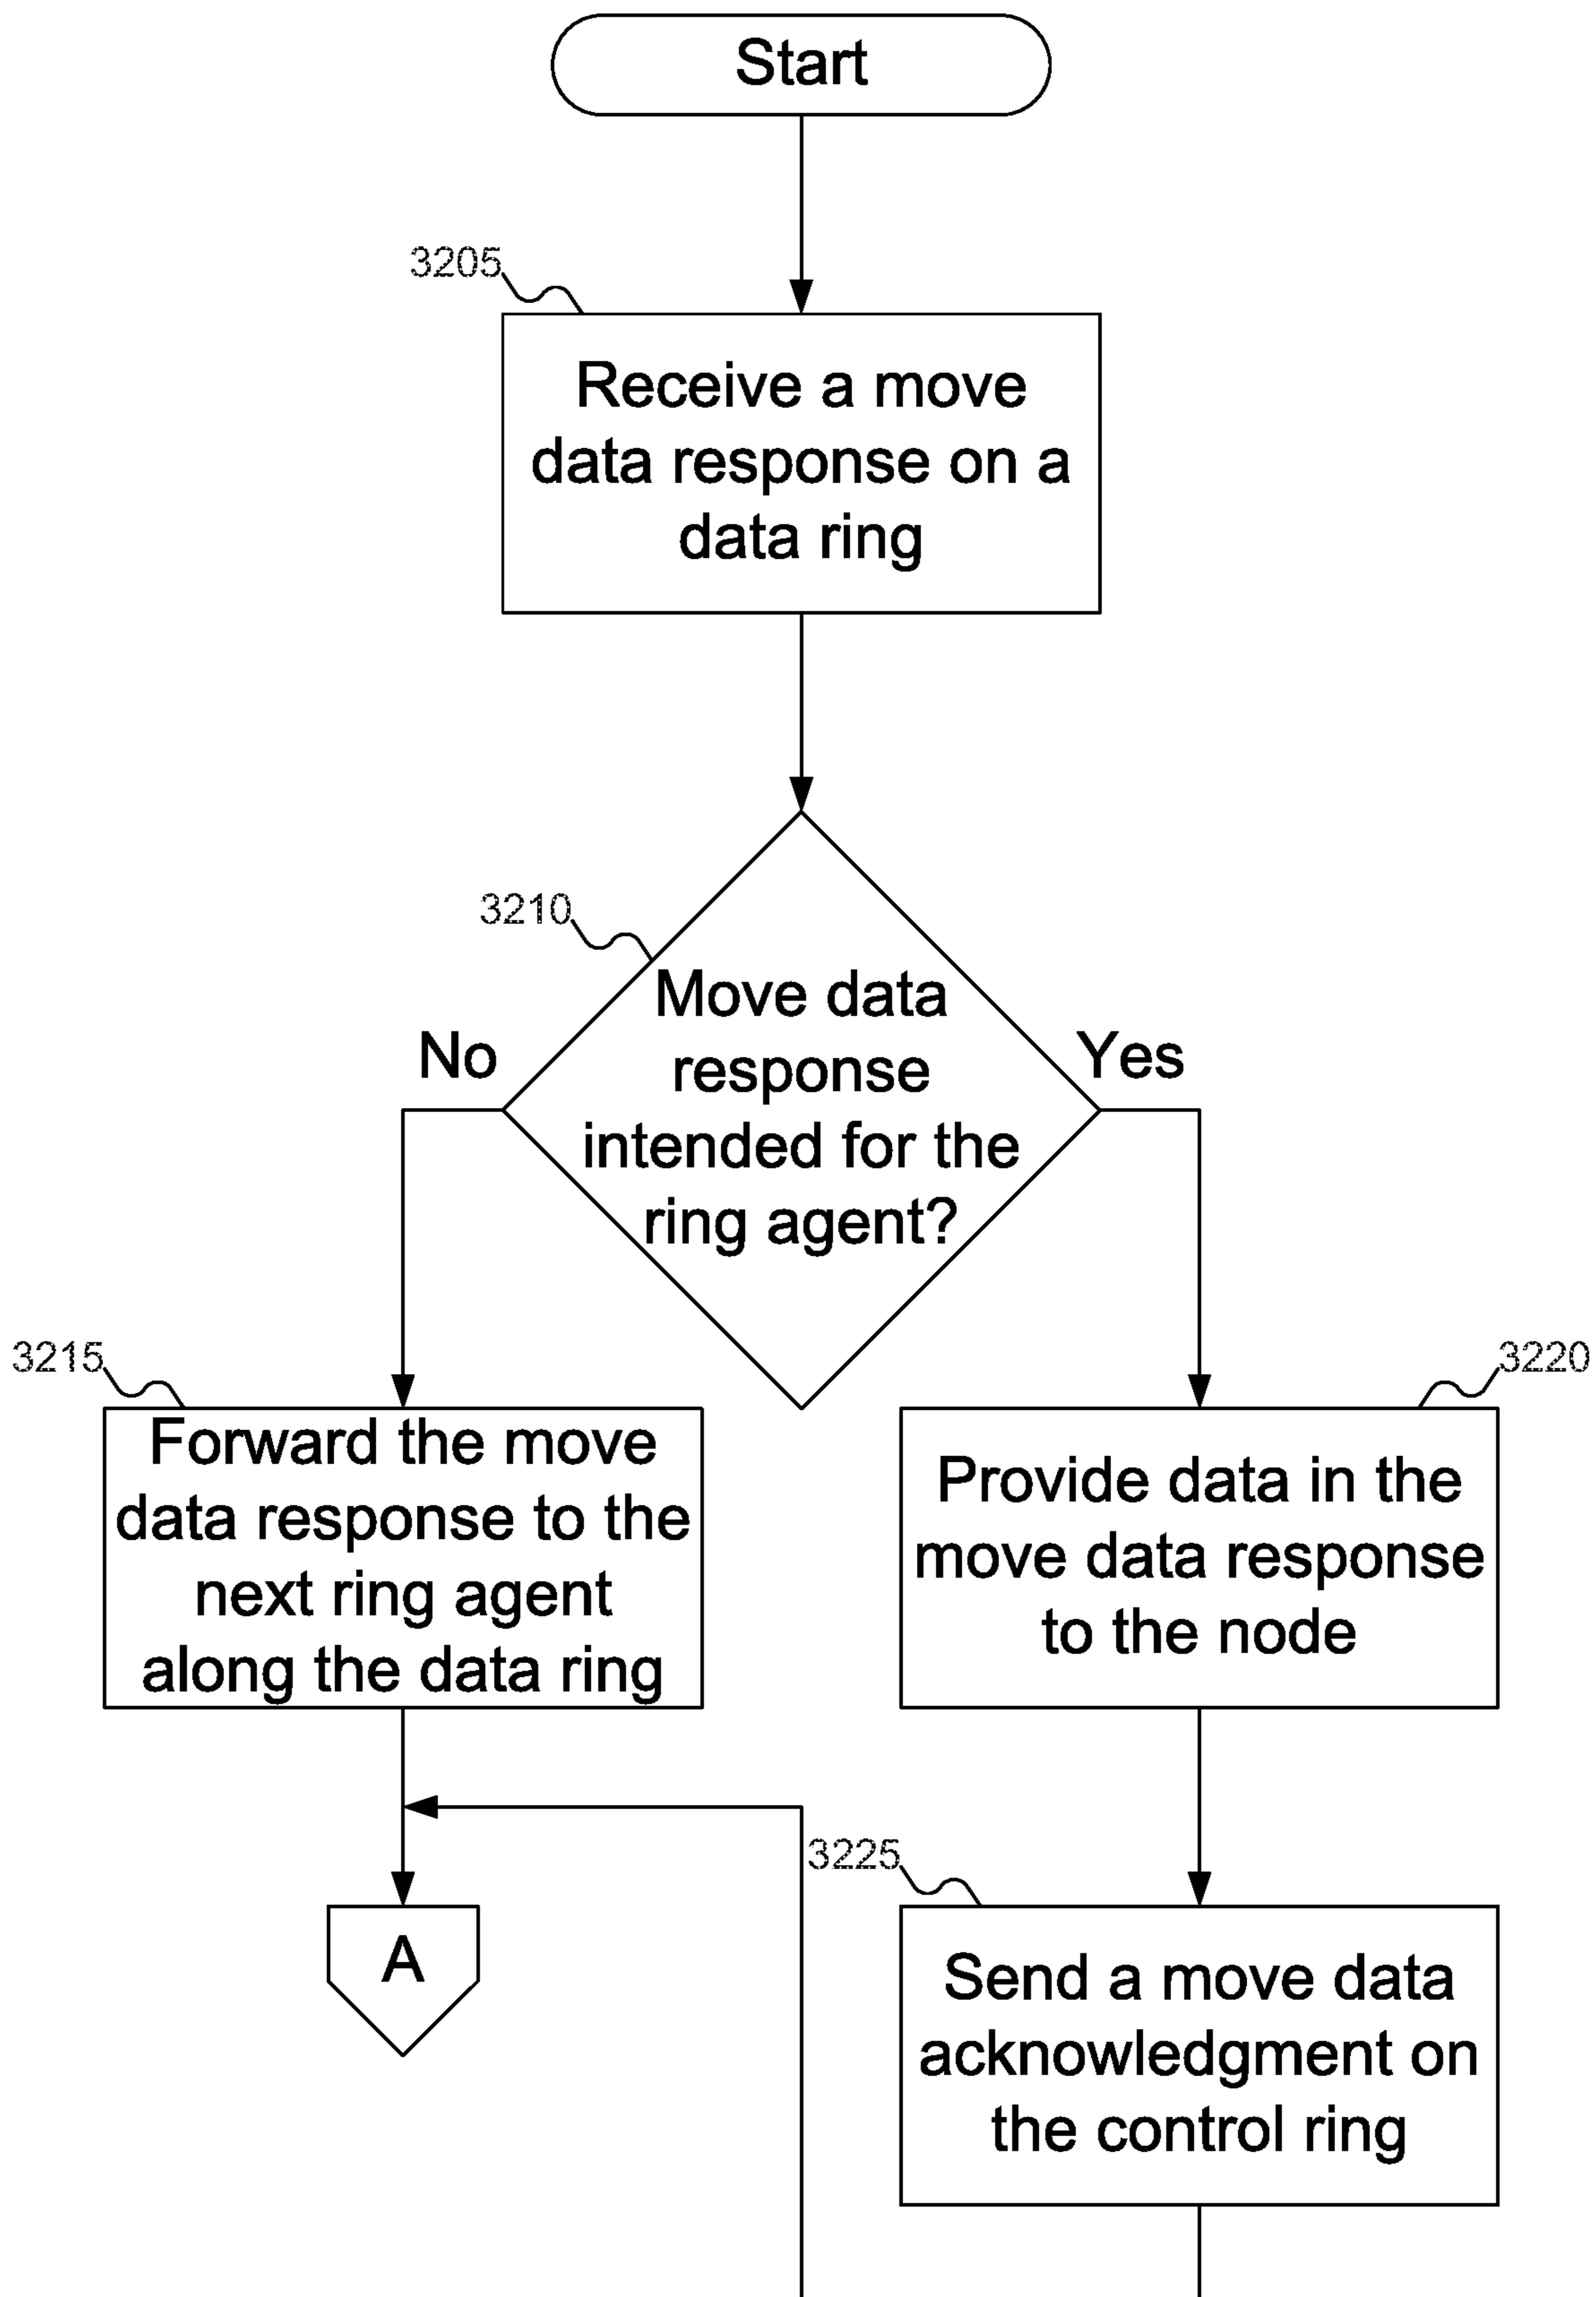 Start
3205
Receive a move
data response on a
data ring
3210
Move data
response
intended for the
ring agent?
No
Yes
3215
Forward the move
data response to the
next ring agent
along the data ring
3220
Provide data in the
move data response
to the node
A
3225
Send a move data
acknowledgment on
the control ring